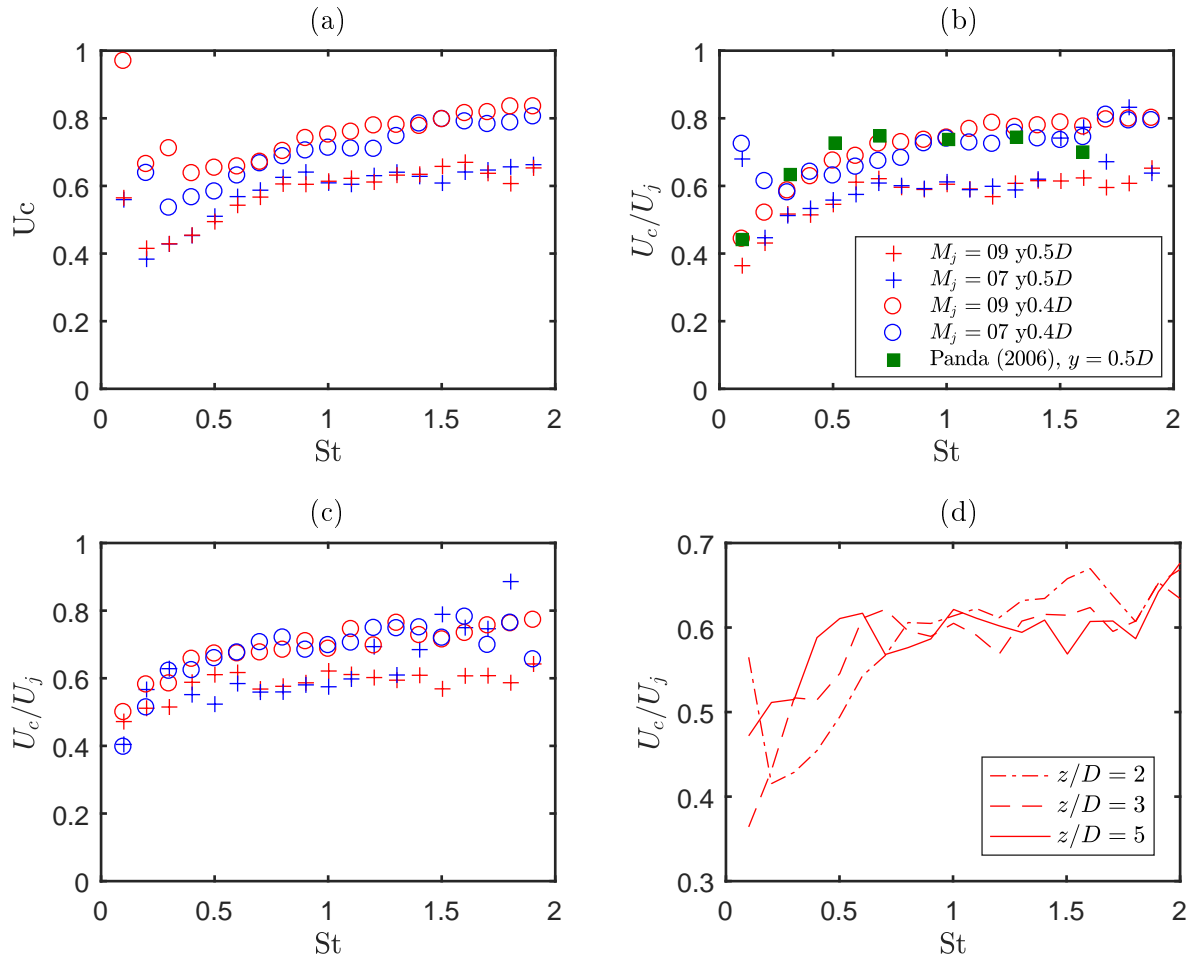 (a)
1
0.8
0.6
0.4
0.2
0
0 0.5 1 1.5 2
Uc
St
(b)
1
0.8
0.6
0.4
0.2
0
0 0.5 1 1.5 2
U_c/U_j
St
M_j = 09 y0.5D
M_j = 07 y0.5D
M_j = 09 y0.4D
M_j = 07 y0.4D
Panda (2006), y = 0.5D
(c)
1
0.8
0.6
0.4
0.2
0
0 0.5 1 1.5 2
U_c/U_j
St
(d)
0.7
0.6
0.5
0.4
0.3
0 0.5 1 1.5 2
U_c/U_j
St
z/D = 2
z/D = 3
z/D = 5